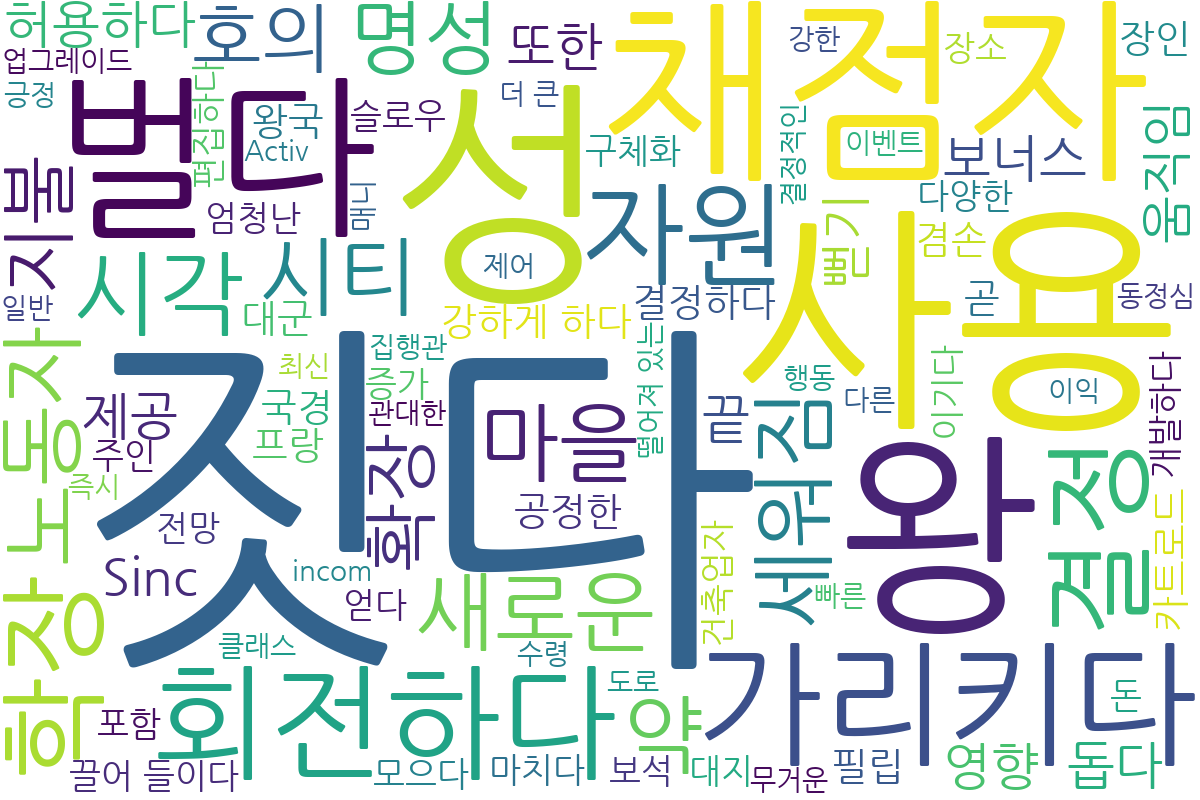 허용하다
호의
명성
또한
채점자
강한
장소
장인
업그레이드
긍정
벌다
편집하다
왕국
Activ
슬로우
더 큰
성
구체화
결정적인
이벤트
보너스
움직임
지불
엄청난
매니
자원
뻗기
다양한
겸손
사용
시각
시티
제어
결정하다
곧
동정심
일반
대군
강하게 하다
확장 노동자
짓다
집행관
떨어져 있는
최신
증가
행동
다른
이기다
이익
개발하다
제공
국경
관대한
마을
끝
세워짐
왕
결정
주인
프랑
확장
즉시
전망
공정한
카트로드
Sinc
incom
얻다
새로운
건축업자
빠른
클래스
수령
회전하다
도로
약
가리키다
돈
포함
끌어 들이다
모으다
마치다
보석
대지
무거운
필립
영향
돕다